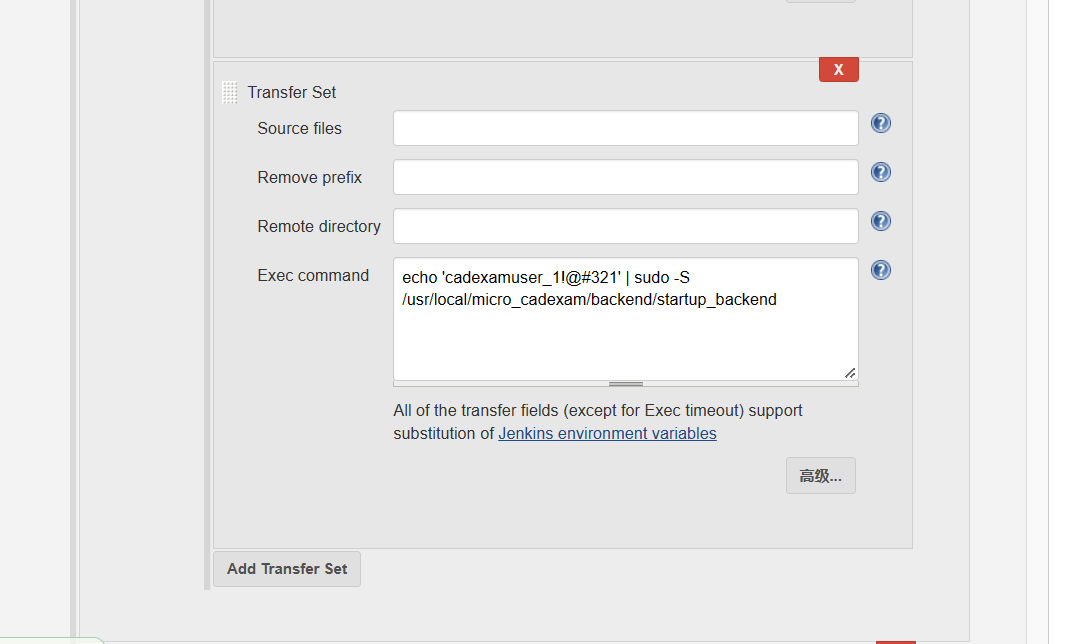 X
Transfer Set
Source files
Remove prefix
Remote directory
Exec command
echo 'cadexamuser_1!@#321' | sudo -S
/usr/local/micro_cadexam/backend/startup_backend
All of the transfer fields (except for Exec timeout) support
substitution of Jenkins environment variables
高级...
Add Transfer Set